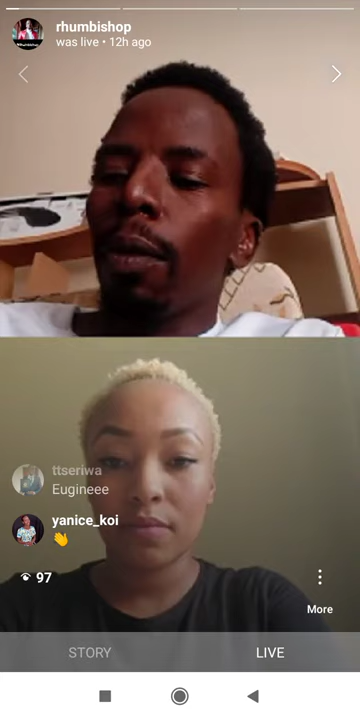 rhumbishop
was live • 12h ago
ttseriwa
Eugineee
yanice_koi
👋
97
More
STORY
LIVE